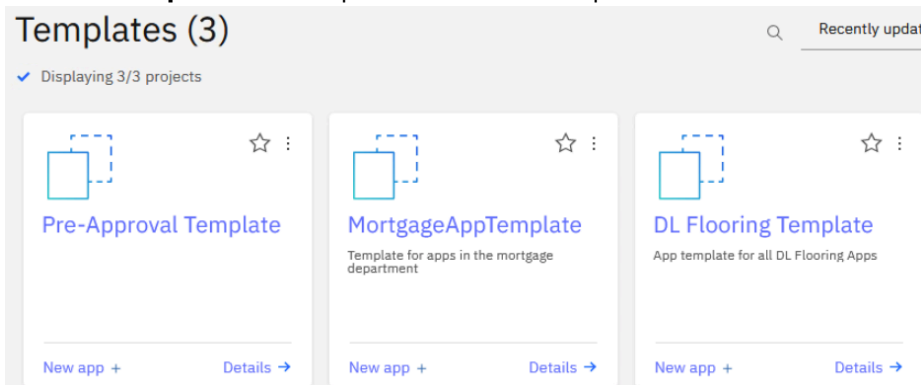 Templates (3)
Recently updat
Displaying 3/3 projects
Pre-Approval Template
New app +
Details →
MortgageAppTemplate
Template for apps in the mortgage
department
New app +
Details →
DL Flooring Template
App template for all DL Flooring Apps
New app +
Details →